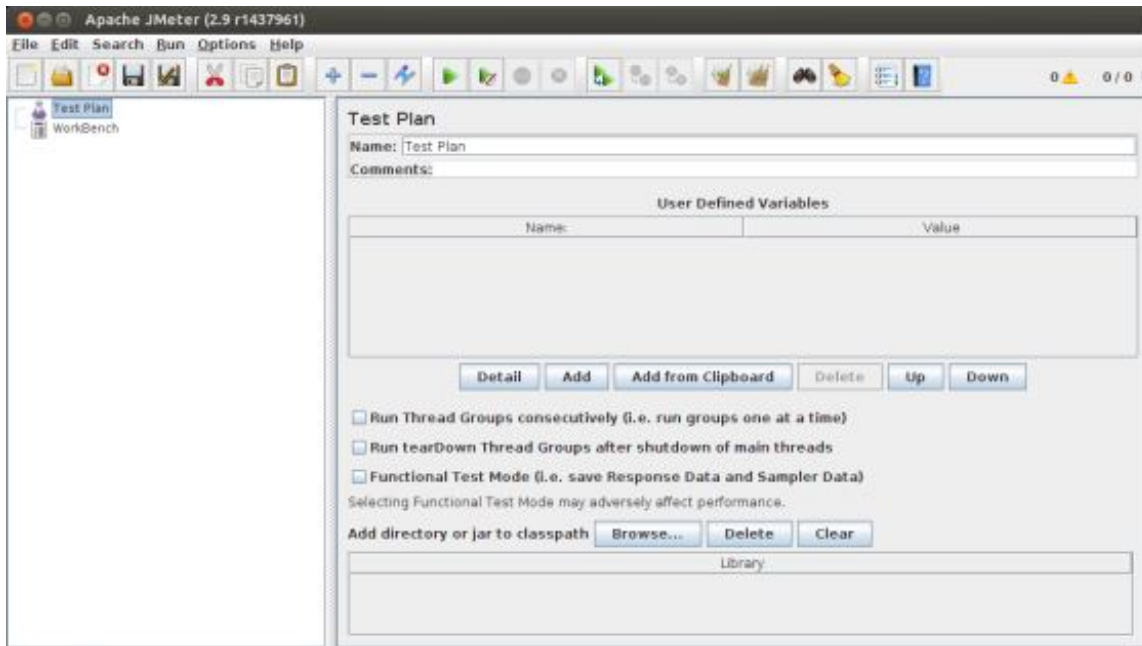 Apache JMeter (2.9 r1437961)
File Edit Search Run Options Help
0 0 / 0
Test Plan
WorkBench
Test Plan
Name: Test Plan
Comments:
User Defined Variables
Name: Value
Detail Add Add from Clipboard Delete Up Down
Run Thread Groups consecutively (i.e. run groups one at a time)
Run tearDown Thread Groups after shutdown of main threads
Functional Test Mode (i.e. save Response Data and Sampler Data)
Selecting Functional Test Mode may adversely affect performance.
Add directory or jar to classpath Browse... Delete Clear
Library